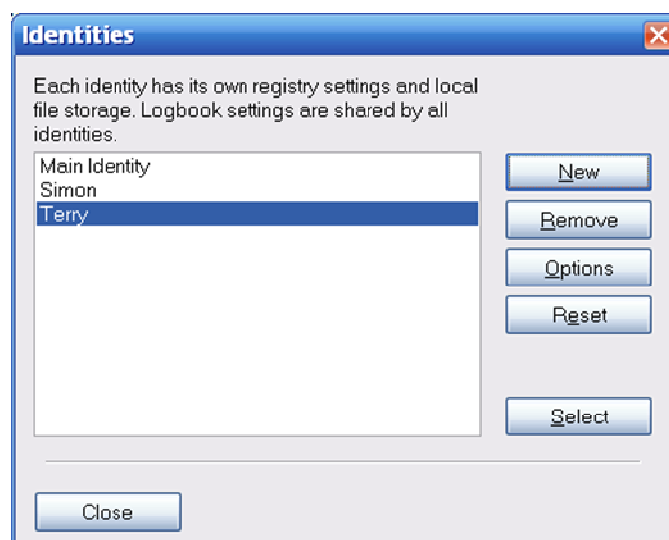 Identities
Each identity has its own registry settings and local
file storage. Logbook settings are shared by all
identities.
Main Identity
Simon
Terry
New
Remove
Options
Reset
Select
Close